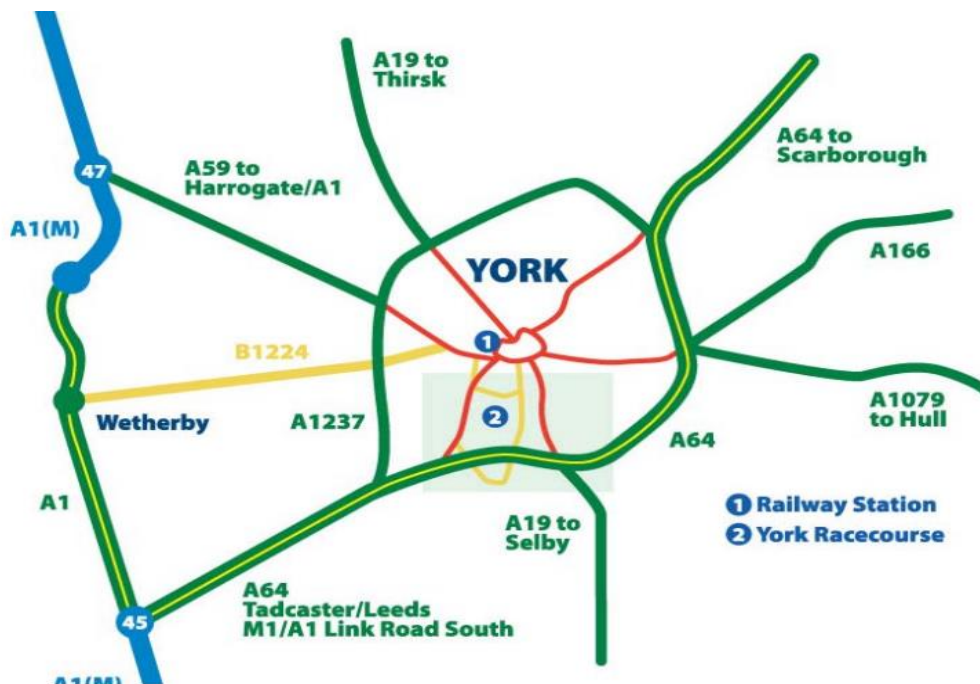 A19 to
Thirsk
A64 to
Scarborough
47
A59 to
Harrogate/A1
A1(M)
YORK
A166
1
B1224
2
Wetherby
A1237
A1079
to Hull
A64
A1
1 Railway Station
A19 to
Selby
2 York Racecourse
A64
Tadcaster/Leeds
M1/A1 Link Road South
45
A1(M)